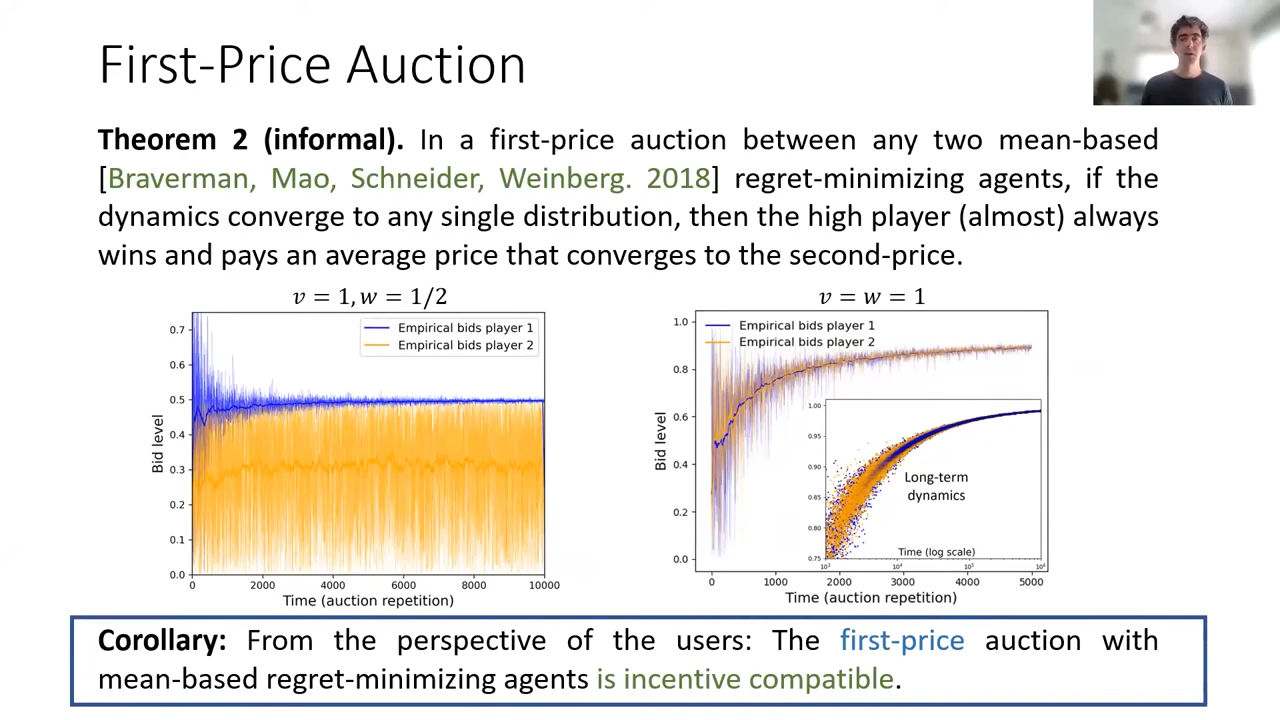 First-Price Auction
Theorem 2 (informal). In a first-price auction between any two mean-based
[Braverman, Mao, Schneider, Weinberg. 2018] regret-minimizing agents, if the
dynamics converge to any single distribution, then the high player (almost) always
wins and pays an average price that converges to the second-price.
v = 1, w = 1/2
Empirical bids player 1
Empirical bids player 2
0.7
0.6
0.5
0.4
0.3
0.2
0.1
0.0
Bid level
0 2000 4000 6000 8000 10000
Time (auction repetition)
v = w = 1
Empirical bids player 1
Empirical bids player 2
1.0
0.8
0.6
0.4
0.2
0.0
Bid level
1.00
0.95
0.90
0.85
0.80
0.75
Long-term
dynamics
Time (log scale)
10³ 10⁴ 10⁵ 10⁶
0 1000 2000 3000 4000 5000
Time (auction repetition)
Corollary: From the perspective of the users: The first-price auction with
mean-based regret-minimizing agents is incentive compatible.